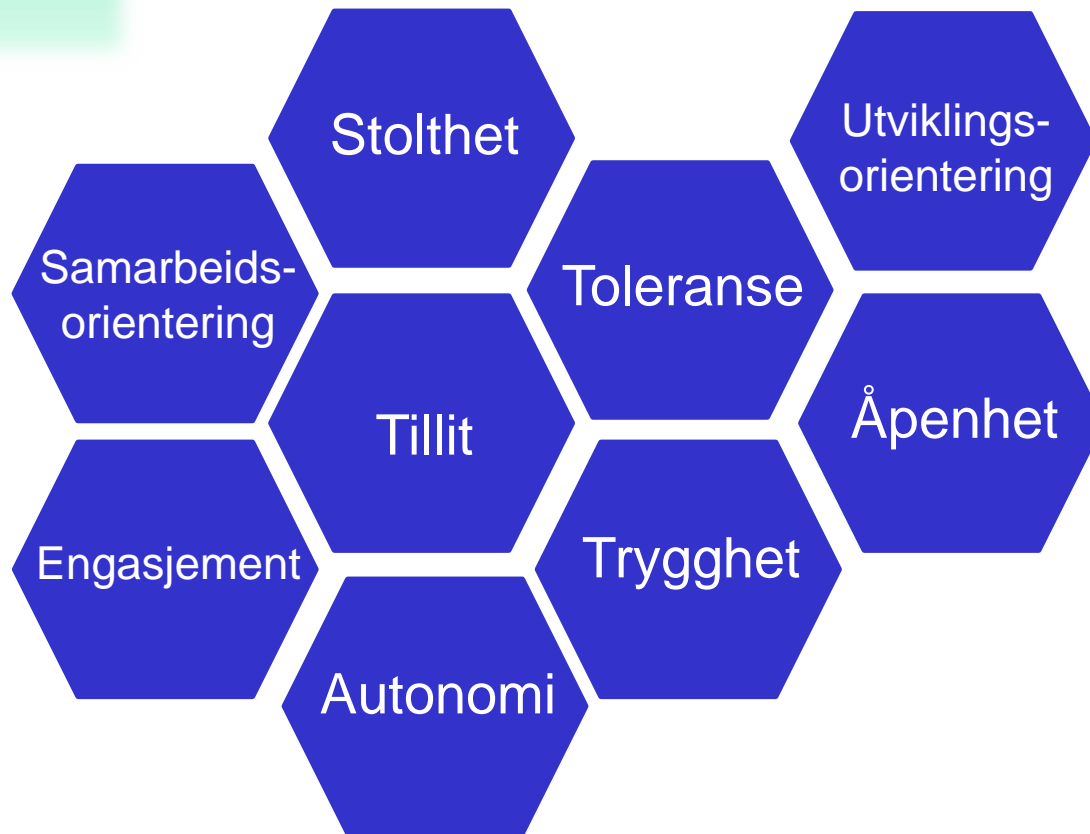 Stolthet
Utviklings-
orientering
Samarbeids-
orientering
Toleranse
Tillit
Åpenhet
Engasjement
Trygghet
Autonomi